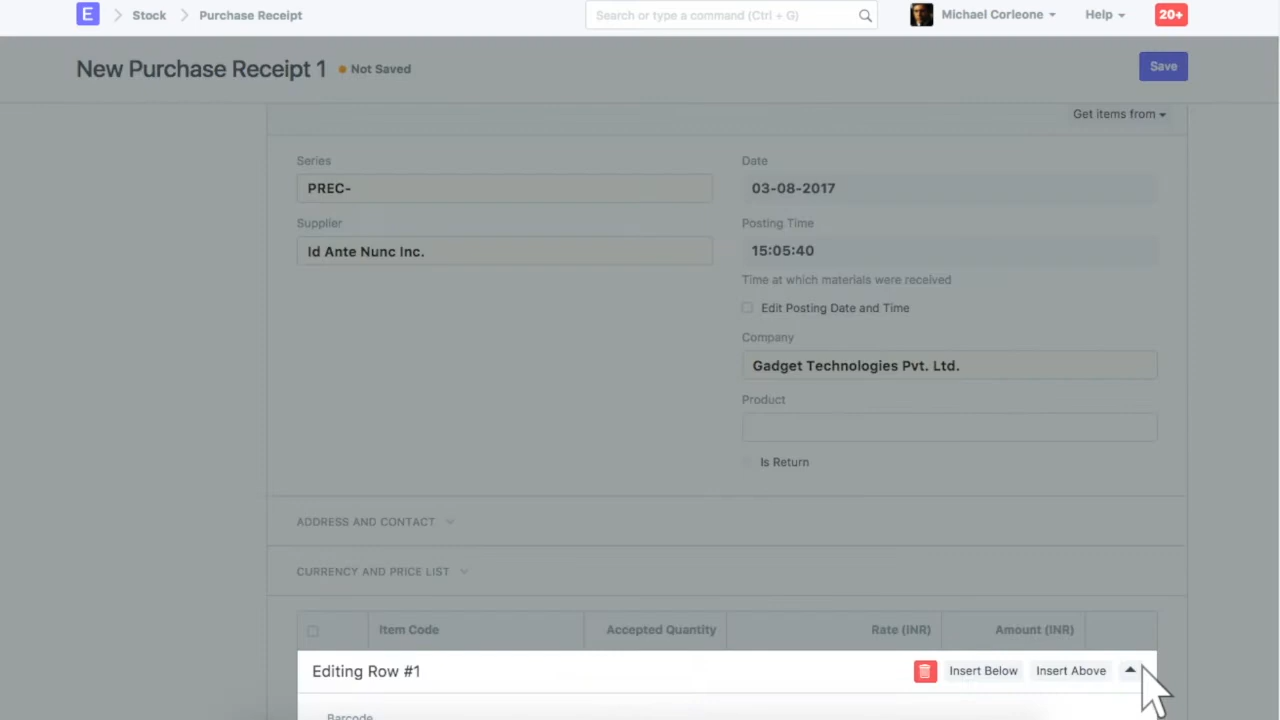 E Stock Purchase Receipt Search or type a command (Ctrl + G) Michael Corleone Help 20+
New Purchase Receipt 1 Not Saved Save
Get items from
Series Date
PREC- 03-08-2017
Supplier Posting Time
Id Ante Nunc Inc. 15:05:40
Time at which materials were received
Edit Posting Date and Time
Company
Gadget Technologies Pvt. Ltd.
Product
Is Return
ADDRESS AND CONTACT
CURRENCY AND PRICE LIST
Item Code Accepted Quantity Rate (INR) Amount (INR)
Editing Row #1 Insert Below Insert Above
Barcode